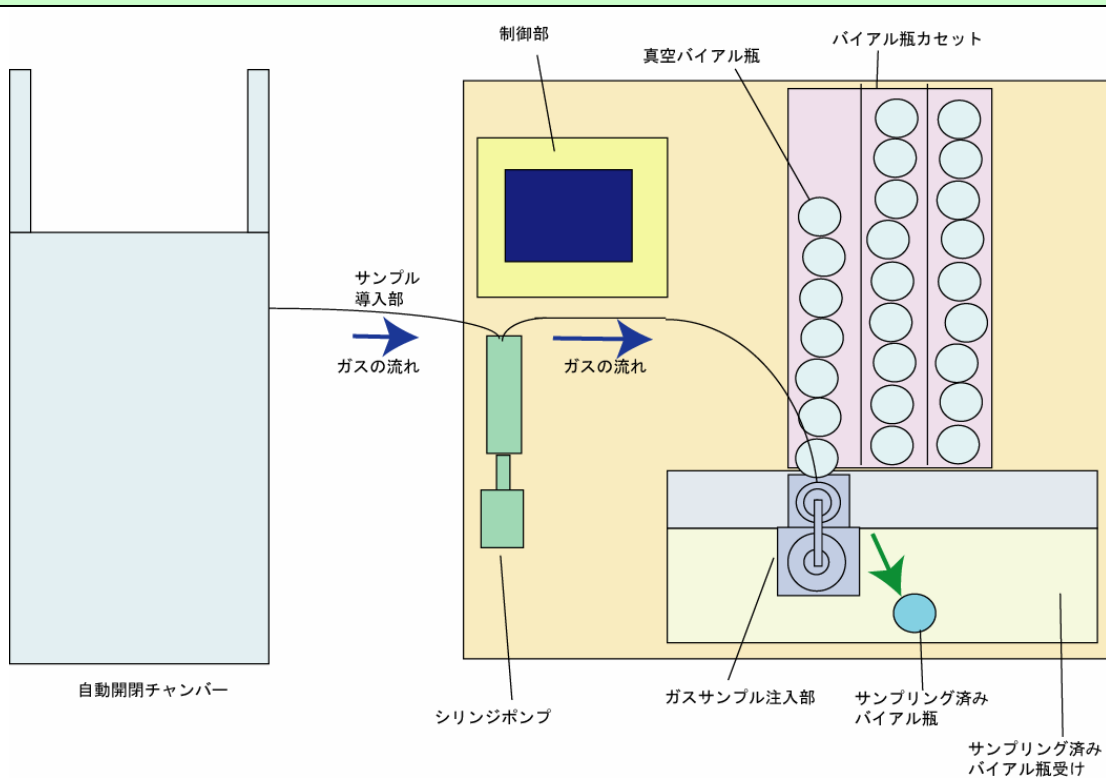 制御部
真空バイアル瓶
バイアル瓶カセット
サンプル
導入部
ガスの流れ
ガスの流れ
自動開閉チャンバー
シリンジポンプ
ガスサンプル注入部
サンプリング済み
バイアル瓶
サンプリング済み
バイアル瓶受け